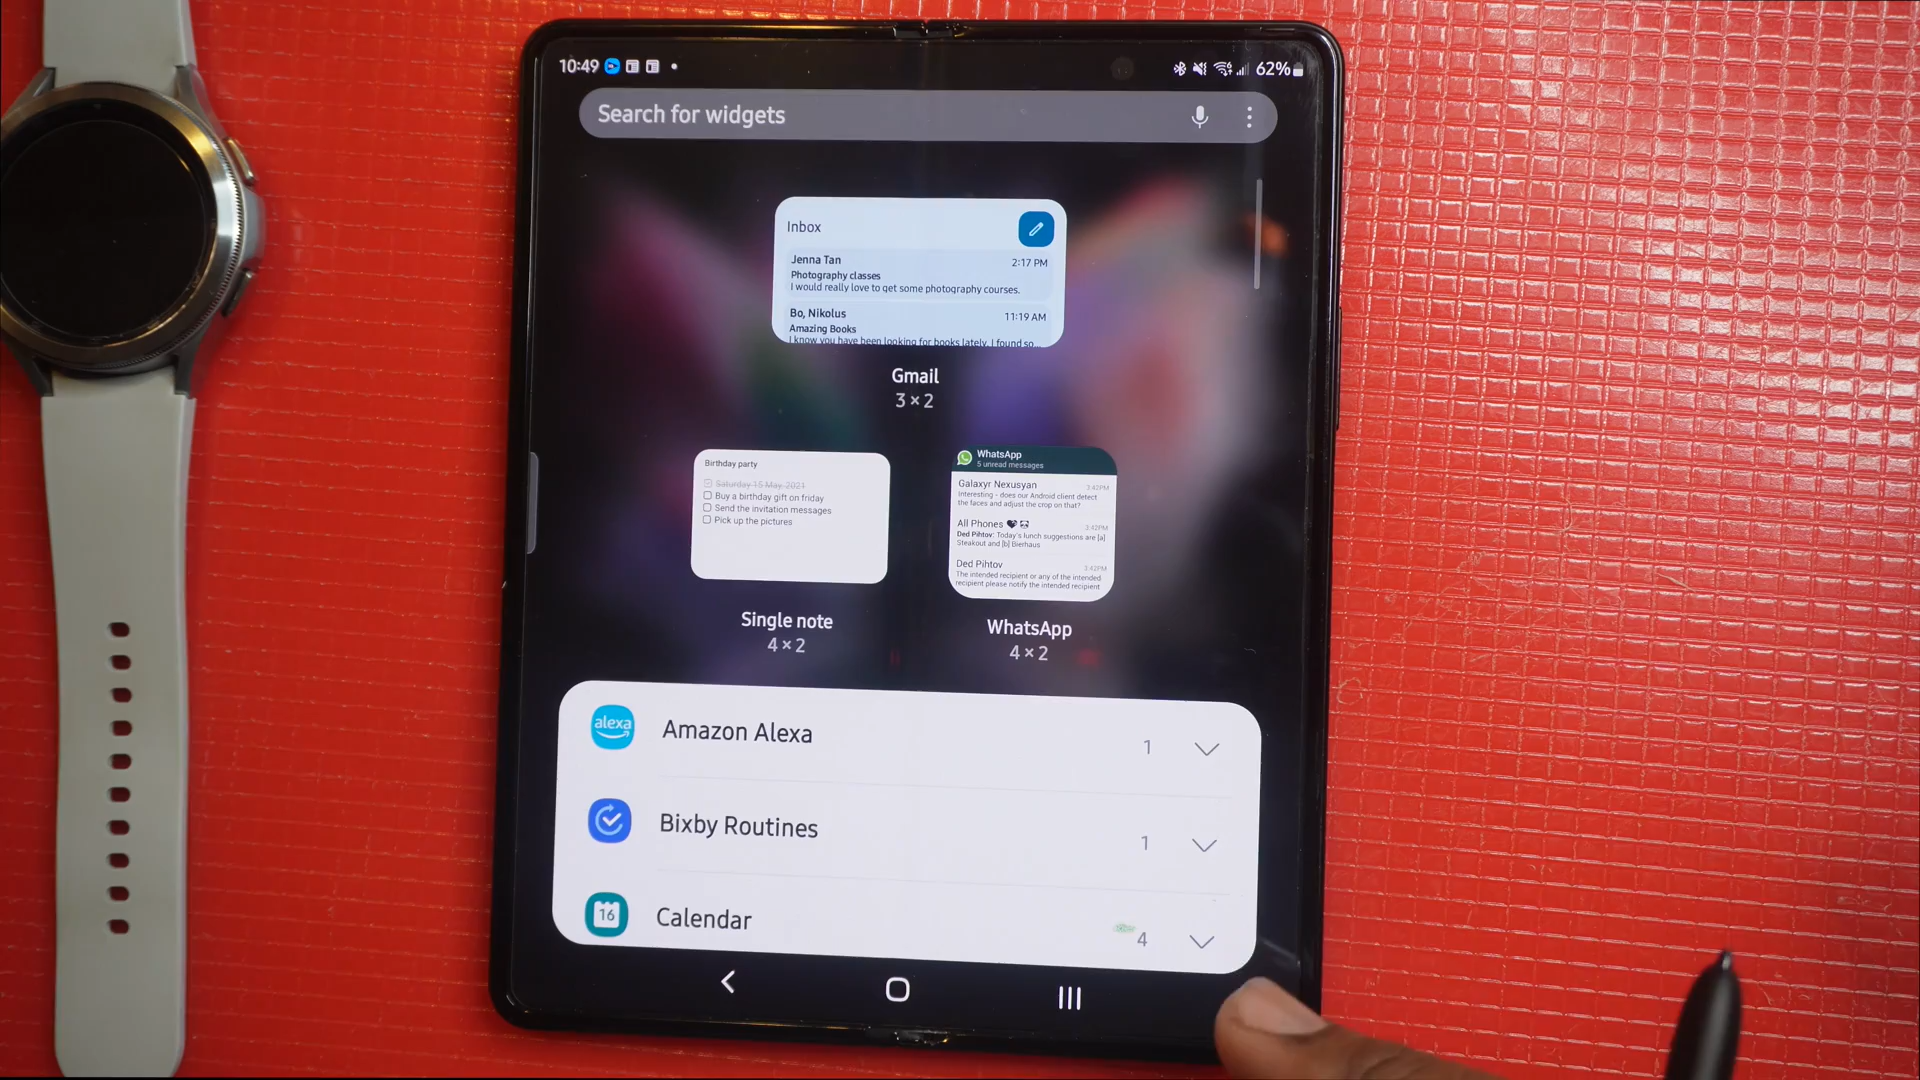 10:49
62%
Search for widgets
Inbox
Jenna Tan 2:17 PM
Photography classes
I would really love to get some photography courses.
Bo, Nikolus 11:19 AM
Amazing Books
I know you have been looking for books lately. I found so...
Gmail
3 × 2
Birthday party
Saturday 15 May, 2021
Buy a birthday gift on friday
Send the invitation messages
Pick up the pictures
Single note
4 × 2
WhatsApp
5 unread messages
Galaxyr Nexusyan 3:42PM
Interesting - does our Android client detect
the faces and adjust the crop on that?
All Phones 3:42PM
Ded Pihtov: Today's lunch suggestions are [a]
Steakout and [b] Bierhaus
Ded Pihtov 3:42PM
The intended recipient or any of the intended
recipient please notify the intended recipient
WhatsApp
4 × 2
alexa
Amazon Alexa 1
Bixby Routines 1
16
Calendar 4